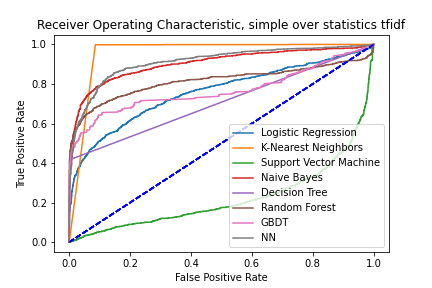 Receiver Operating Characteristic, simple over statistics tfidf
True Positive Rate
1.0
0.8
0.6
0.4
0.2
0.0
Logistic Regression
K-Nearest Neighbors
Support Vector Machine
Naive Bayes
Decision Tree
Random Forest
GBDT
NN
0.0 0.2 0.4 0.6 0.8 1.0
False Positive Rate